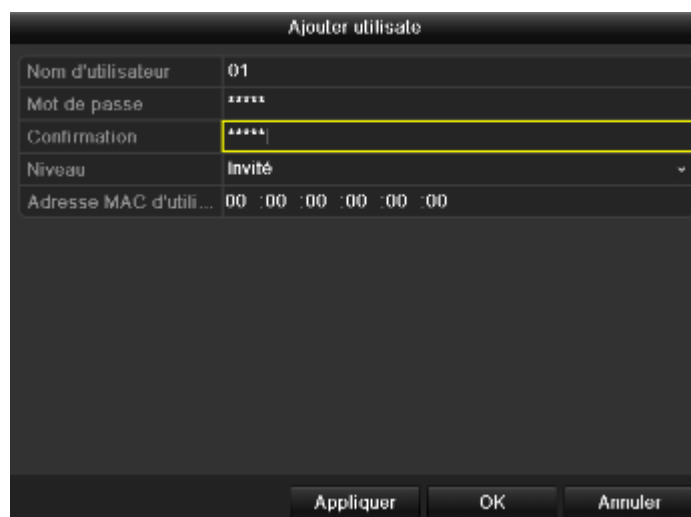 Ajouter utilisate
Nom d'utilisateur 01
Mot de passe *****
Confirmation *****
Niveau Invité
Adresse MAC d'utili... 00 :00 :00 :00 :00 :00
Appliquer OK Annuler